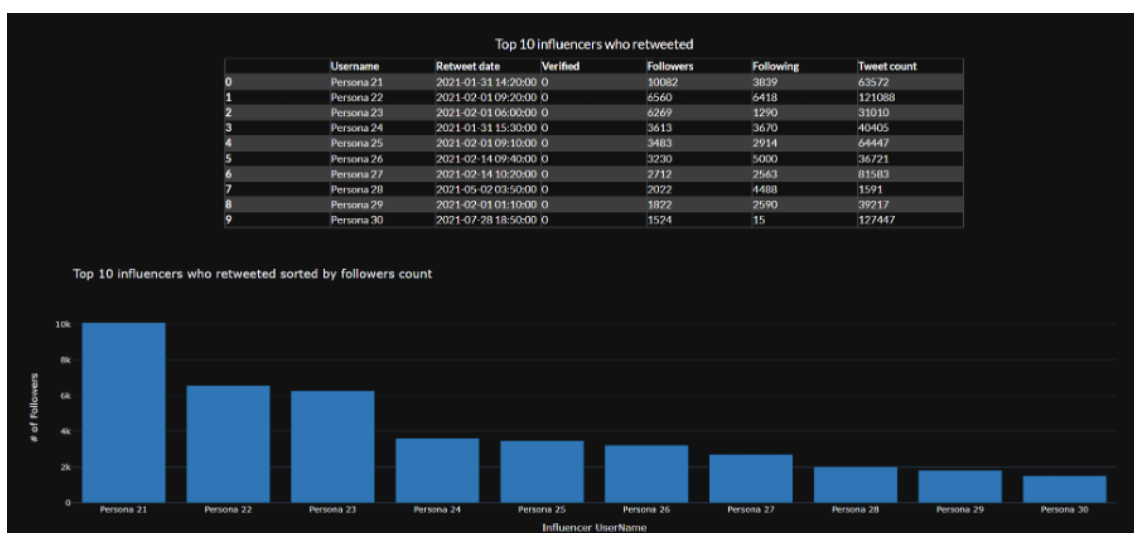 Top 10 influencers who retweeted
Username Retweet date Verified Followers Following Tweet count
0 Persona 21 2021-01-31 14:20:00 0 10082 3839 63572
1 Persona 22 2021-02-01 09:20:00 0 6560 6418 121088
2 Persona 23 2021-02-01 06:00:00 0 6269 1290 31010
3 Persona 24 2021-01-31 15:30:00 0 3613 3670 40405
4 Persona 25 2021-02-01 09:10:00 0 3483 2914 64447
5 Persona 26 2021-02-14 09:40:00 0 3230 5000 36721
6 Persona 27 2021-02-14 10:20:00 0 2712 2563 81583
7 Persona 28 2021-05-02 03:50:00 0 2022 4488 1591
8 Persona 29 2021-02-01 01:10:00 0 1822 2590 39217
9 Persona 30 2021-07-28 18:50:00 0 1524 15 127447
Top 10 influencers who retweeted sorted by followers count
# of Followers
10k
8k
6k
4k
2k
0
Persona 21 Persona 22 Persona 23 Persona 24 Persona 25 Persona 26 Persona 27 Persona 28 Persona 29 Persona 30
Influencer UserName